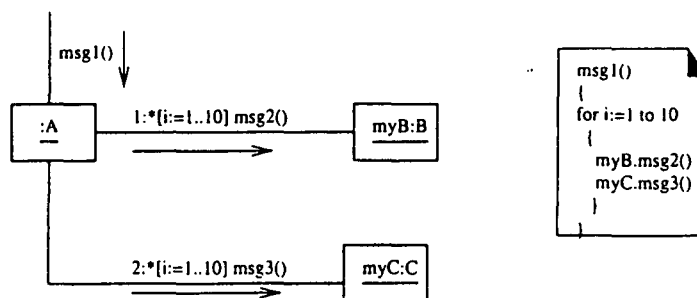 msg1()
:A
1:*[i:=1..10] msg2()
myB:B
2:*[i:=1..10] msg3()
myC:C
msg1()
{
for i:=1 to 10
{
myB.msg2()
myC.msg3()
}
}